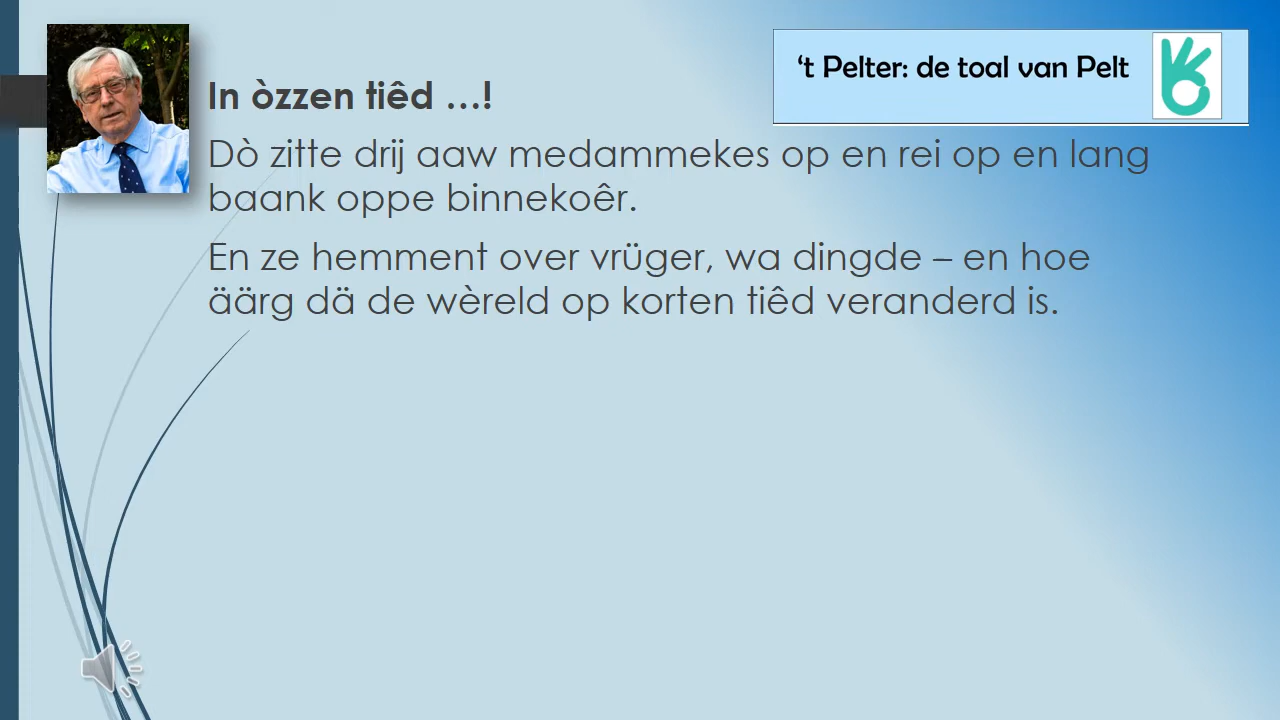 ‘t Pelter: de toal van Pelt
In òzzen tiêd …!
Dò zitte drij aaw medammekes op en rei op en lang
baank oppe binnekoêr.
En ze hemment over vrüger, wa dingde – en hoe
äärg dä de wèreld op korten tiêd veranderd is.